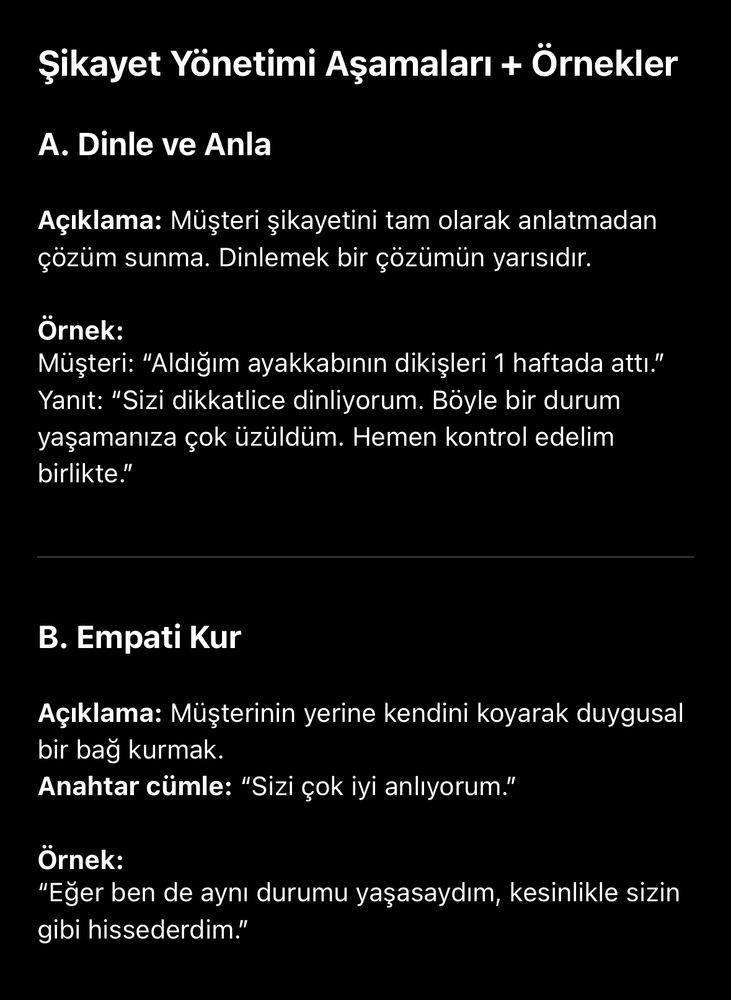 Şikayet Yönetimi Aşamaları + Örnekler
A. Dinle ve Anla
Açıklama: Müşteri şikayetini tam olarak anlatmadan
çözüm sunma. Dinlemek bir çözümün yarısıdır.
Örnek:
Müşteri: “Aldığım ayakkabının dikişleri 1 haftada attı.”
Yanıt: “Sizi dikkatlice dinliyorum. Böyle bir durum
yaşamanıza çok üzüldüm. Hemen kontrol edelim
birlikte.”
B. Empati Kur
Açıklama: Müşterinin yerine kendini koyarak duygusal
bir bağ kurmak.
Anahtar cümle: “Sizi çok iyi anlıyorum.”
Örnek:
“Eğer ben de aynı durumu yaşasaydım, kesinlikle sizin
gibi hissederdim.”